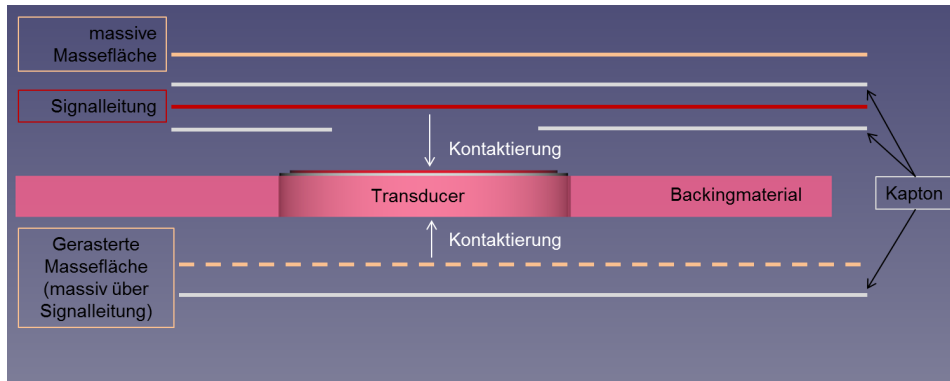 massive
Massefläche
Signalleitung
Kontaktierung
Transducer
Backingmaterial
Kapton
Kontaktierung
Gerasterte
Massefläche
(massiv über
Signalleitung)